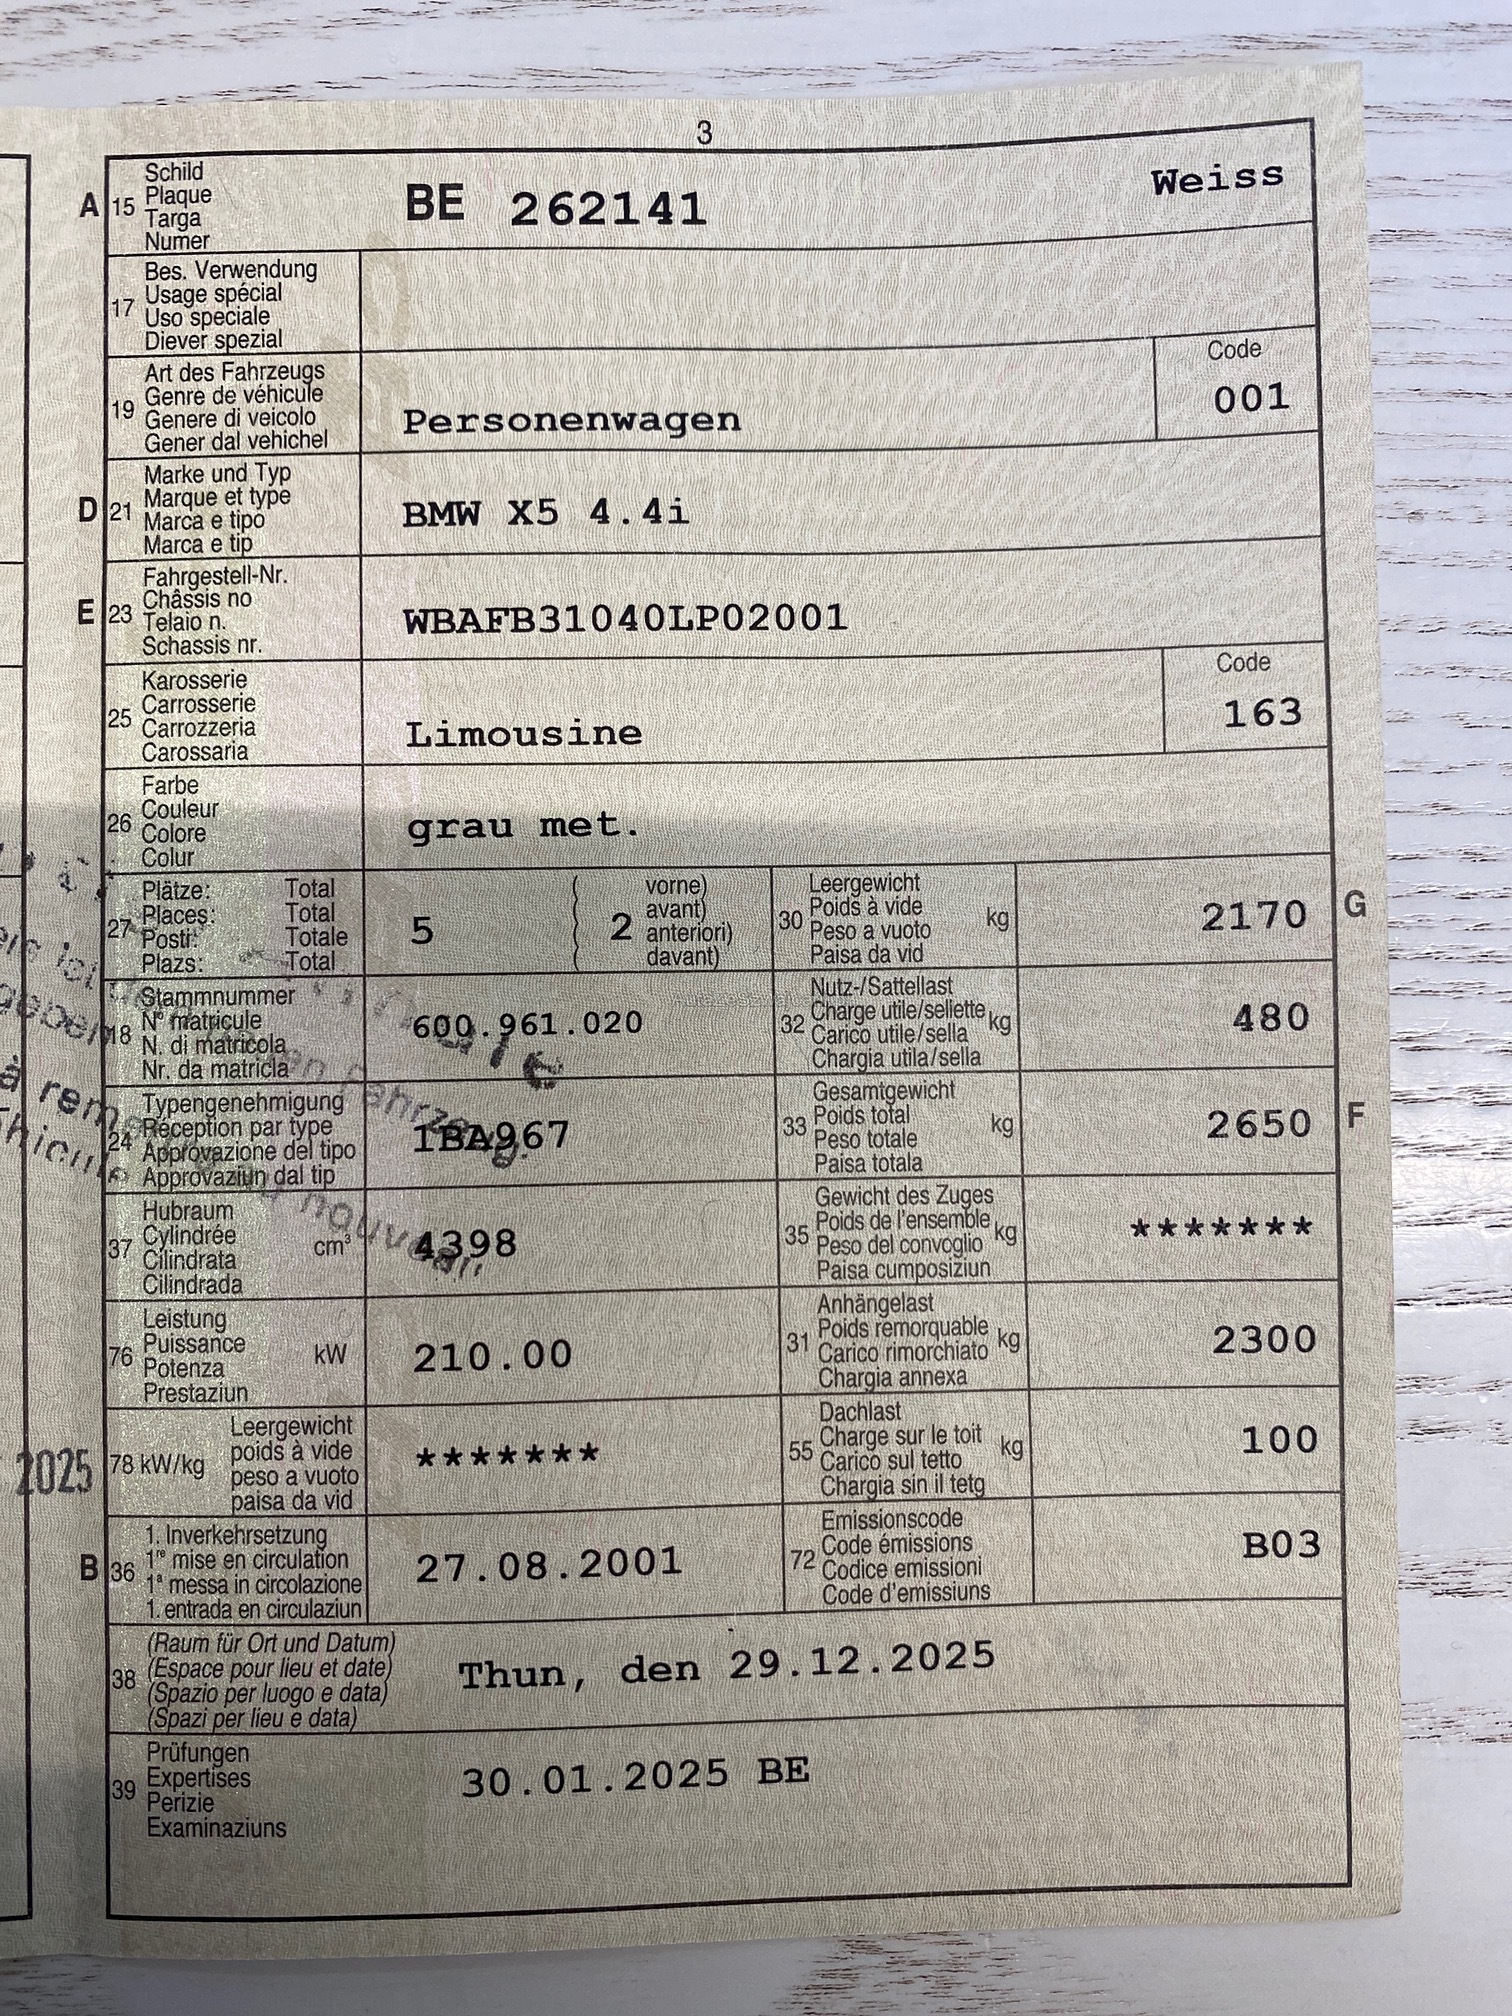 3
A 15 Schild
Plaque
Targa
Numer
BE 262141
Weiss
17 Bes. Verwendung
Usage spécial
Uso speciale
Diever spezial
19 Art des Fahrzeugs
Genre de véhicule
Genere di veicolo
Gener dal vehichel
Personenwagen
Code
001
D 21 Marke und Typ
Marque et type
Marca e tipo
Marca e tip
BMW X5 4.4i
E 23 Fahrgestell-Nr.
Châssis no
Telaio n.
Schassis nr.
WBAFB31040LP02001
25 Karosserie
Carrosserie
Carrozzeria
Carossaria
Limousine
Code
163
26 Farbe
Couleur
Colore
Colur
grau met.
27 Plätze: Total
Places: Total
Posti: Totale
Plazs: Total
5
( 2 vorne)
( avant)
( anteriori)
( davant)
30 Leergewicht
Poids à vide
Peso a vuoto
Paisa da vid
kg
2170
G
18 Stammnummer
N° matricule
N. di matricola
Nr. da matricla
600.961.020
32 Nutz-/Sattellast
Charge utile/sellette
Carico utile/sella
Chargia utila/sella
kg
480
24 Typengenehmigung
Réception par type
Approvazione del tipo
Approvaziun dal tip
1BA967
33 Gesamtgewicht
Poids total
Peso totale
Paisa totala
kg
2650
F
37 Hubraum
Cylindrée
Cilindrata
Cilindrada
cm³
4398
35 Gewicht des Zuges
Poids de l'ensemble
Peso del convoglio
Paisa cumposiziun
kg
*******
76 Leistung
Puissance
Potenza
Prestaziun
kW
210.00
31 Anhängelast
Poids remorquable
Carico rimorchiato
Chargia annexa
kg
2300
78 kW/kg
Leergewicht
poids à vide
peso a vuoto
paisa da vid
*******
55 Dachlast
Charge sur le toit
Carico sul tetto
Chargia sin il tetg
kg
100
2025
B 36 1. Inverkehrsetzung
1re mise en circulation
1a messa in circolazione
1. entrada en circulaziun
27.08.2001
72 Emissionscode
Code émissions
Codice emissioni
Code d'emissiuns
B03
38 (Raum für Ort und Datum)
(Espace pour lieu et date)
(Spazio per luogo e data)
(Spazi per lieu e data)
Thun, den 29.12.2025
39 Prüfungen
Expertises
Perizie
Examinaziuns
30.01.2025 BE